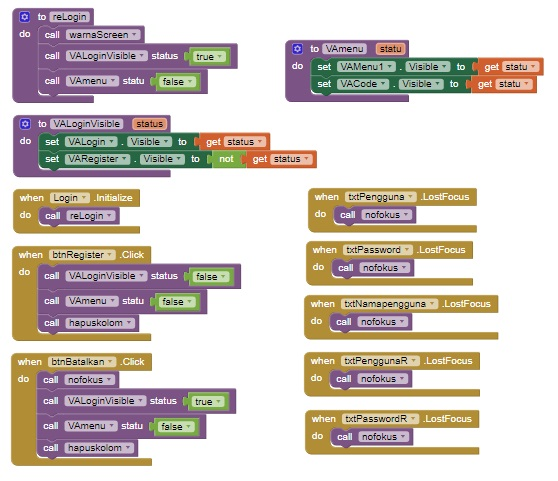 to reLogin
do call warnaScreen
call VALoginVisible status true
call VAmenu statu false
to VAmenu statu
do set VAMenu1 . Visible to get statu
set VACode . Visible to get statu
to VALoginVisible status
do set VALogin . Visible to get status
set VARegister . Visible to not get status
when Login .Initialize
do call reLogin
when btnRegister .Click
do call VALoginVisible status false
call VAmenu statu false
call hapuskolom
when btnBatalkan .Click
do call nofokus
call VALoginVisible status true
call VAmenu statu false
call hapuskolom
when txtPengguna .LostFocus
do call nofokus
when txtPassword .LostFocus
do call nofokus
when txtNamapengguna .LostFocus
do call nofokus
when txtPenggunaR .LostFocus
do call nofokus
when txtPasswordR .LostFocus
do call nofokus